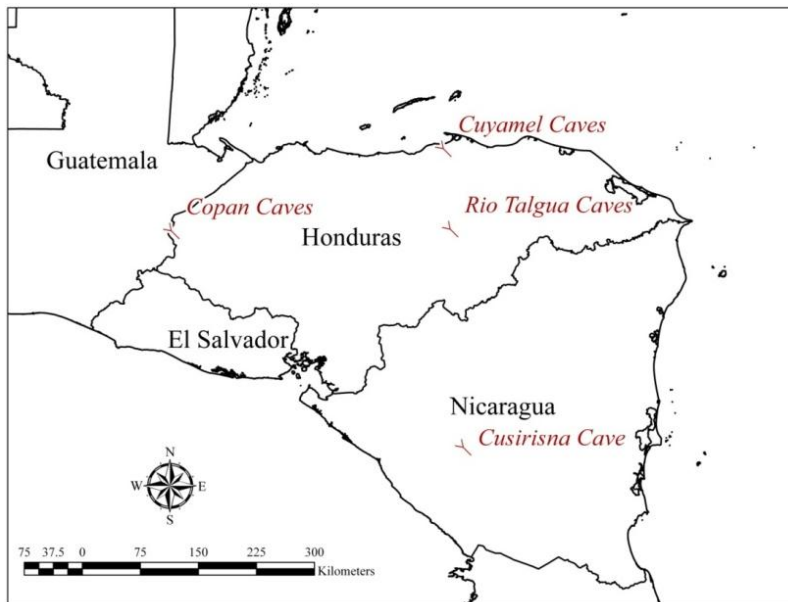 Cuyamel Caves
Guatemala
Copan Caves
Rio Talgua Caves
Honduras
El Salvador
Nicaragua
Cusirisna Cave
N
W E
S
75 37.5 0 75 150 225 300
Kilometers